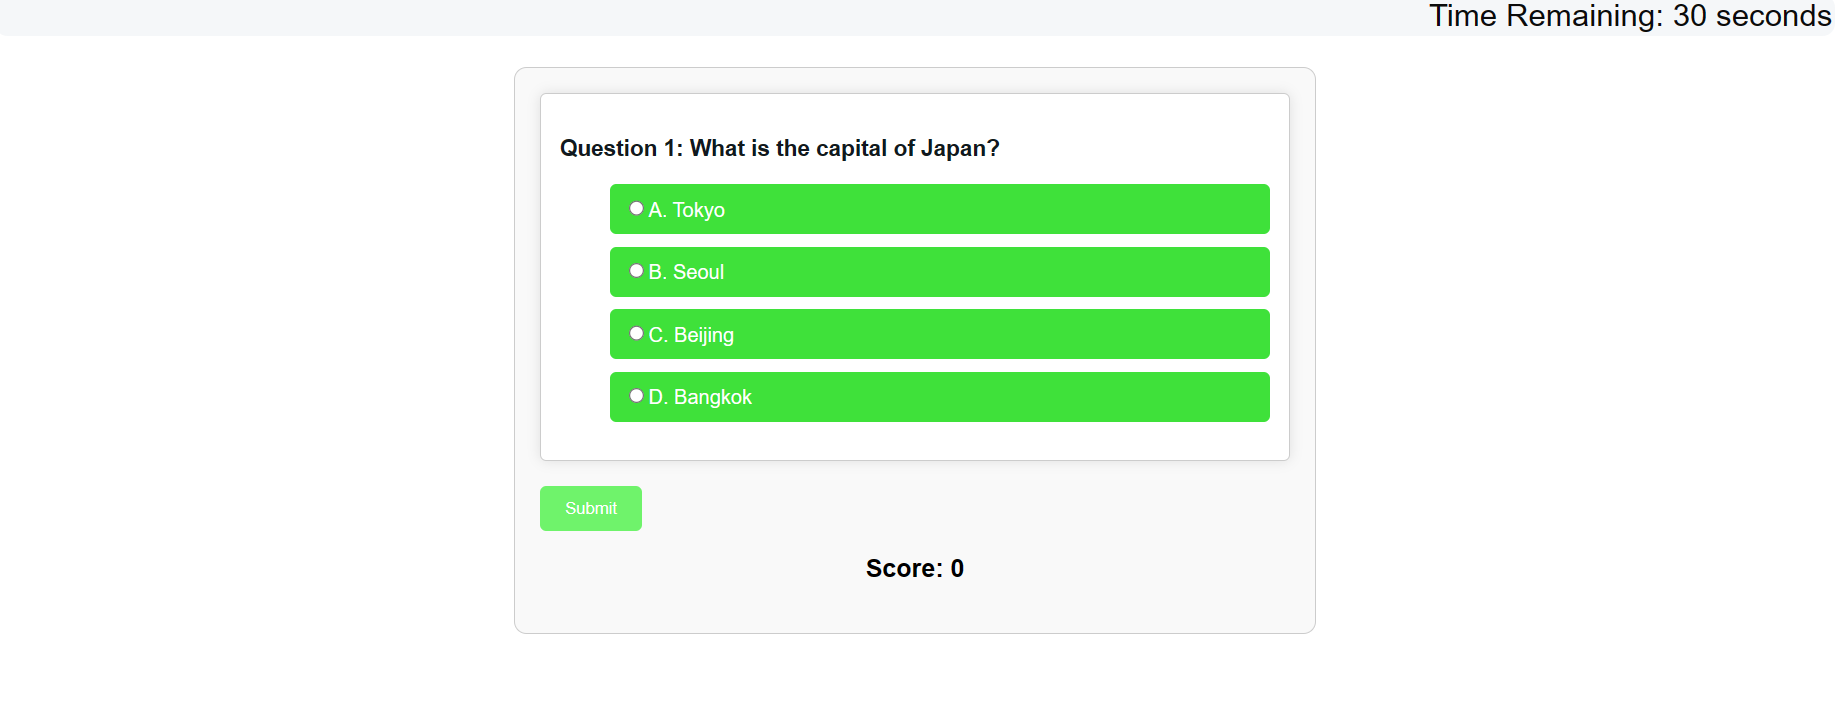 Time Remaining: 30 seconds
Question 1: What is the capital of Japan?
A. Tokyo
B. Seoul
C. Beijing
D. Bangkok
Submit
Score: 0